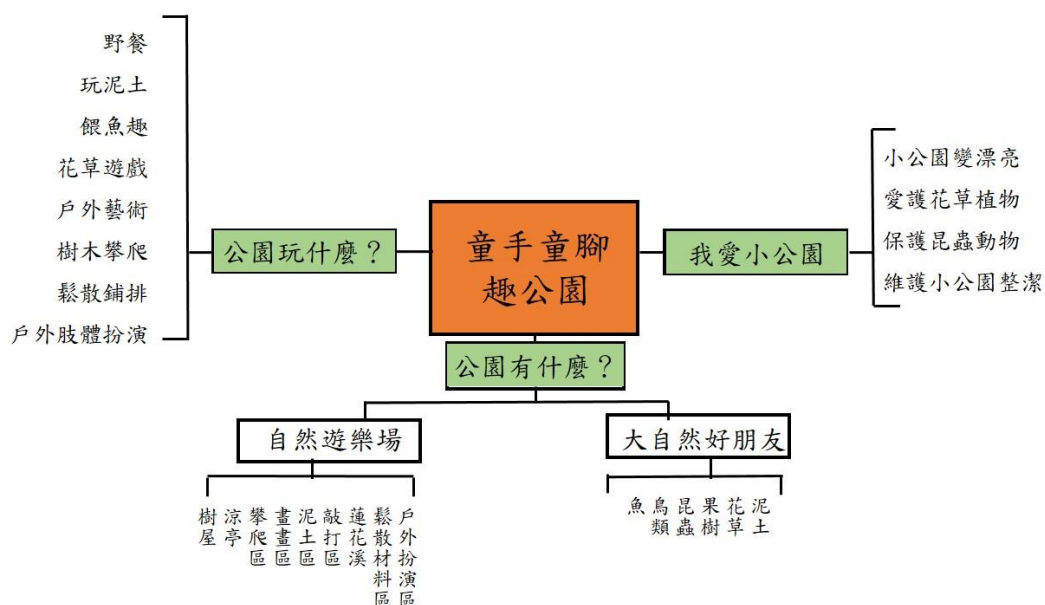 野餐
玩泥土
餵魚趣
花草遊戲
戶外藝術
樹木攀爬
鬆散鋪排
戶外肢體扮演
公園玩什麼？
童手童腳
趣公園
我愛小公園
小公園變漂亮
愛護花草植物
保護昆蟲動物
維護小公園整潔
公園有什麼？
自然遊樂場
樹屋
涼亭
攀爬區
畫畫區
泥土區
敲打區
蓮花溪
鬆散材料區
戶外扮演區
大自然好朋友
魚
鳥類
昆蟲
果樹
花草
泥土